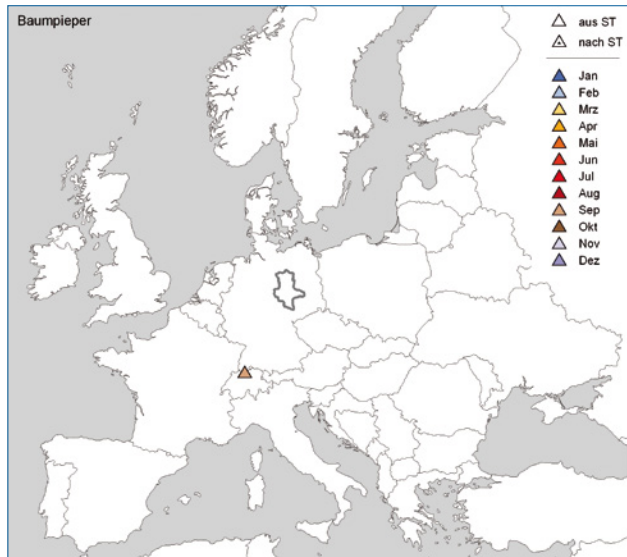 Baumpieper
aus ST
nach ST
Jan
Feb
Mrz
Apr
Mai
Jun
Jul
Aug
Sep
Okt
Nov
Dez